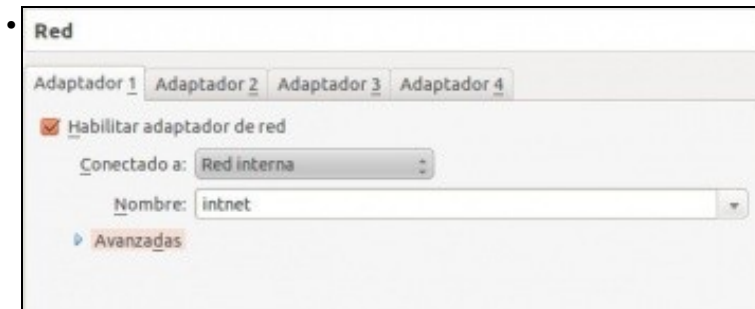 Red
Adaptador 1 Adaptador 2 Adaptador 3 Adaptador 4
Habilitar adaptador de red
Conectado a: Red interna
Nombre: intnet
Avanzadas